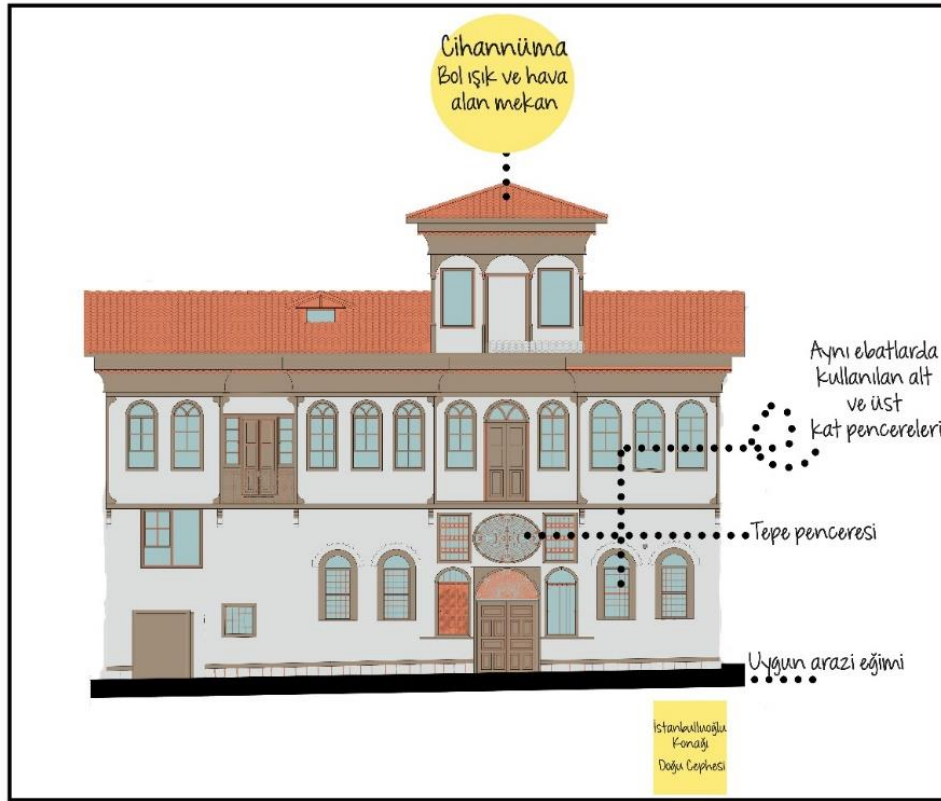 Cihannüma
Bol ışık ve hava
alan mekan
Aynı ebatlarda
kullanılan alt
ve üst
kat pencereleri
Tepe penceresi
Uygun arazi eğimi
İstanbulluoğlu
Konağı
Doğu Cephesi